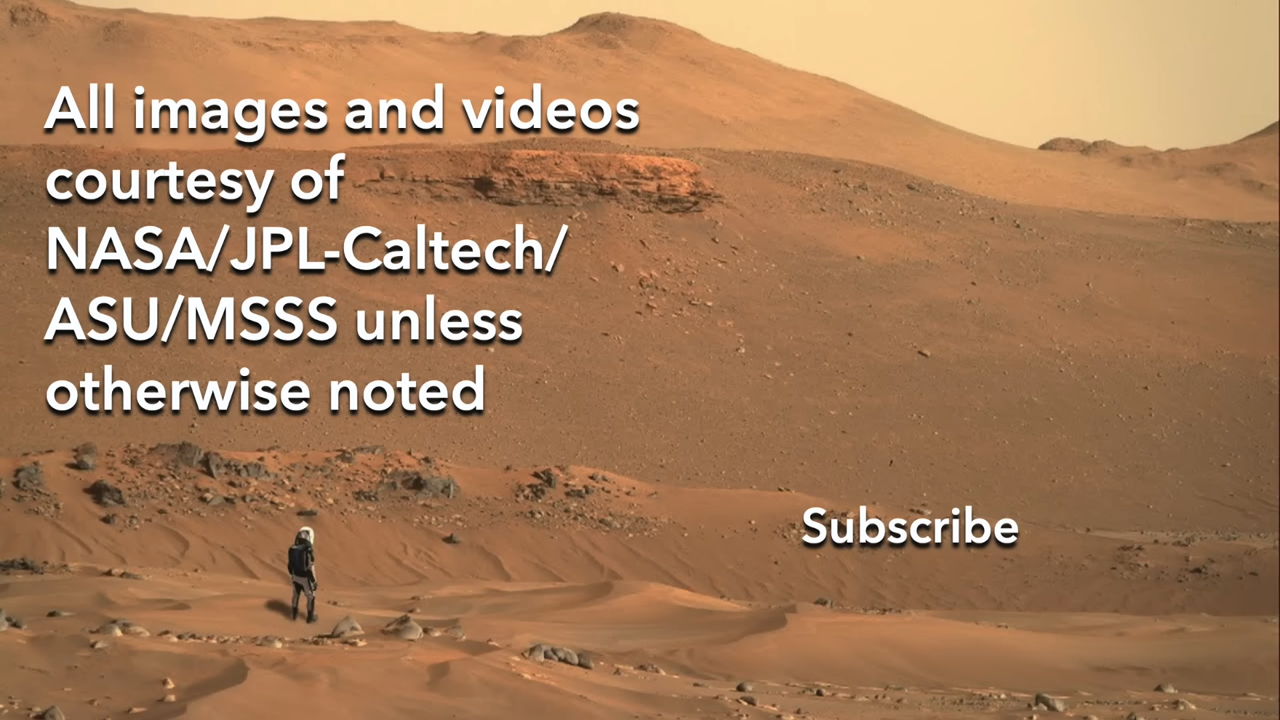 All images and videos
courtesy of
NASA/JPL-Caltech/
ASU/MSSS unless
otherwise noted
Subscribe